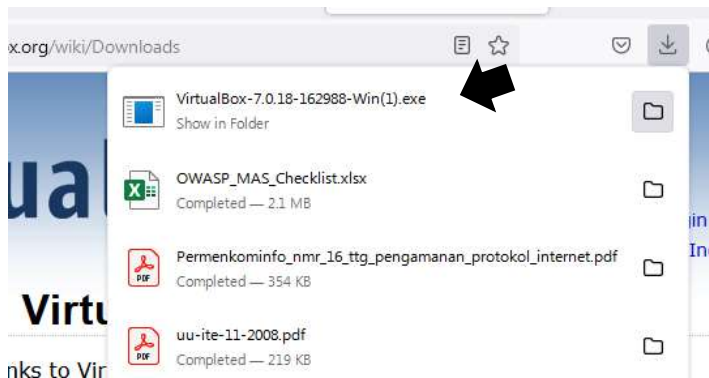 x.org/wiki/Downloads
VirtualBox-7.0.18-162988-Win(1).exe
Show in Folder
ual
OWASP_MAS_Checklist.xlsx
Completed — 2.1 MB
gin
Permenkominfo_nmr_16_ttg_pengamanan_protokol_internet.pdf
In
Completed — 354 KB
PDF
Virtu
uu-ite-11-2008.pdf
Completed — 219 KB
PDF
nks to Vir